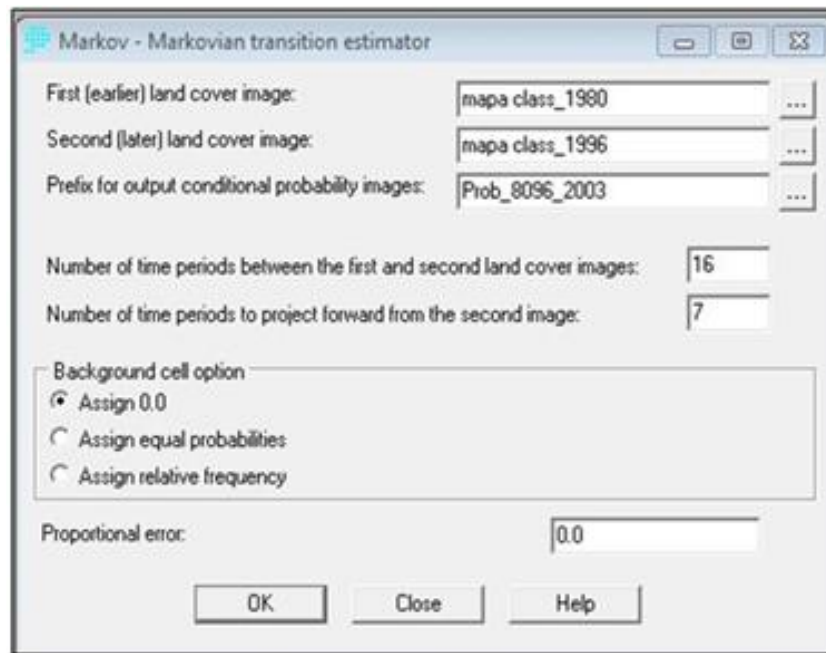 Markov - Markovian transition estimator
First (earlier) land cover image: mapa class_1980 ...
Second (later) land cover image: mapa class_1996 ...
Prefix for output conditional probability images: Prob_8096_2003 ...
Number of time periods between the first and second land cover images: 16
Number of time periods to project forward from the second image: 7
Background cell option
Assign 0.0
Assign equal probabilities
Assign relative frequency
Proportional error: 0.0
OK Close Help